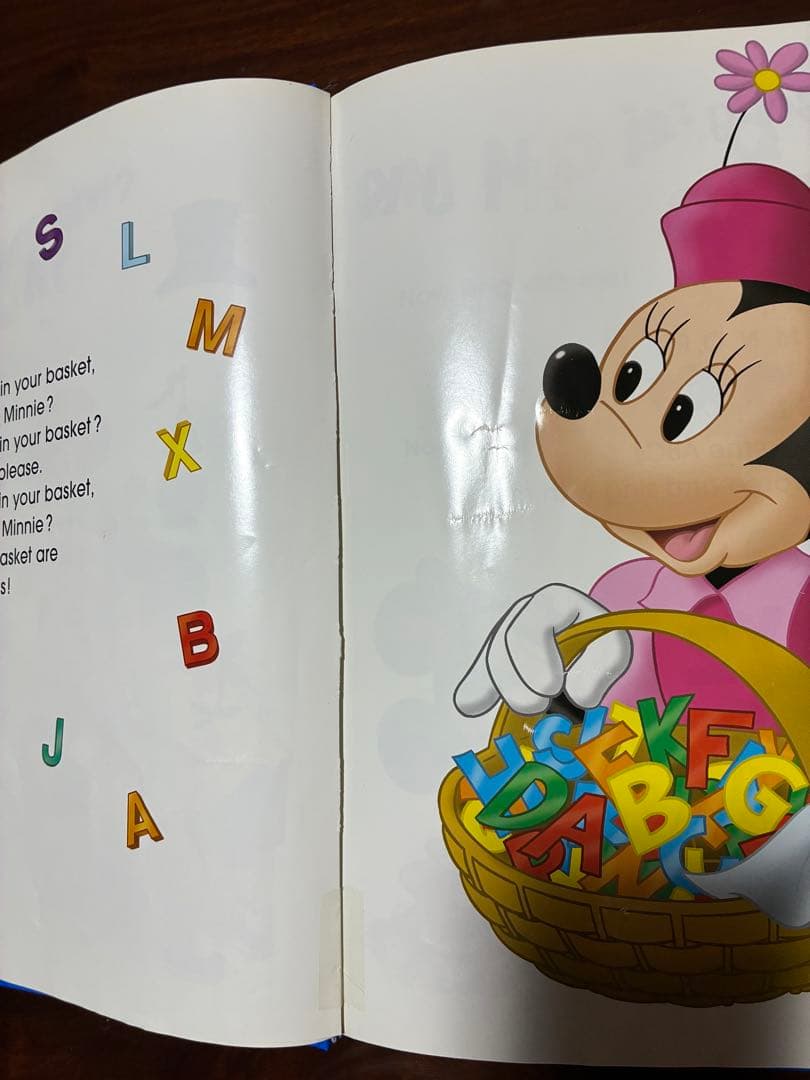 S
L
M
in your basket,
Minnie?
X
in your basket?
please.
in your basket,
Minnie?
asket are
s!
B
J
A
K
F
E
B
G
D
A